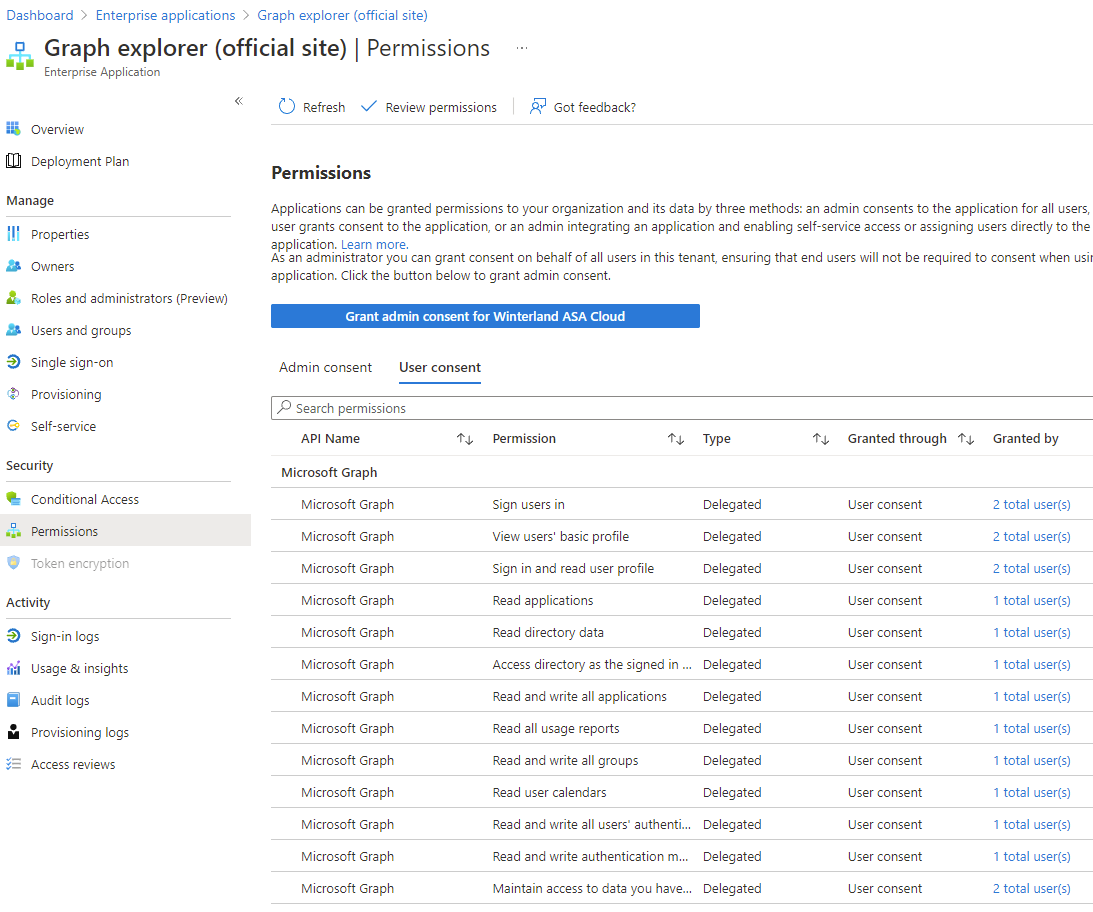 Dashboard > Enterprise applications > Graph explorer (official site)
Graph explorer (official site) | Permissions ...
Enterprise Application
«
Refresh Review permissions Got feedback?
Overview
Deployment Plan
Manage
Properties
Owners
Roles and administrators (Preview)
Users and groups
Single sign-on
Provisioning
Self-service
Security
Conditional Access
Permissions
Token encryption
Activity
Sign-in logs
Usage & insights
Audit logs
Provisioning logs
Access reviews
Permissions
Applications can be granted permissions to your organization and its data by three methods: an admin consents to the application for all users,
user grants consent to the application, or an admin integrating an application and enabling self-service access or assigning users directly to the
application. Learn more.
As an administrator you can grant consent on behalf of all users in this tenant, ensuring that end users will not be required to consent when usi
application. Click the button below to grant admin consent.
Grant admin consent for Winterland ASA Cloud
Admin consent User consent
Search permissions
API Name Permission Type Granted through Granted by
Microsoft Graph
Microsoft Graph Sign users in Delegated User consent 2 total user(s)
Microsoft Graph View users' basic profile Delegated User consent 2 total user(s)
Microsoft Graph Sign in and read user profile Delegated User consent 2 total user(s)
Microsoft Graph Read applications Delegated User consent 1 total user(s)
Microsoft Graph Read directory data Delegated User consent 1 total user(s)
Microsoft Graph Access directory as the signed in ... Delegated User consent 1 total user(s)
Microsoft Graph Read and write all applications Delegated User consent 1 total user(s)
Microsoft Graph Read all usage reports Delegated User consent 1 total user(s)
Microsoft Graph Read and write all groups Delegated User consent 1 total user(s)
Microsoft Graph Read user calendars Delegated User consent 1 total user(s)
Microsoft Graph Read and write all users' authenti... Delegated User consent 1 total user(s)
Microsoft Graph Read and write authentication m... Delegated User consent 1 total user(s)
Microsoft Graph Maintain access to data you have... Delegated User consent 2 total user(s)